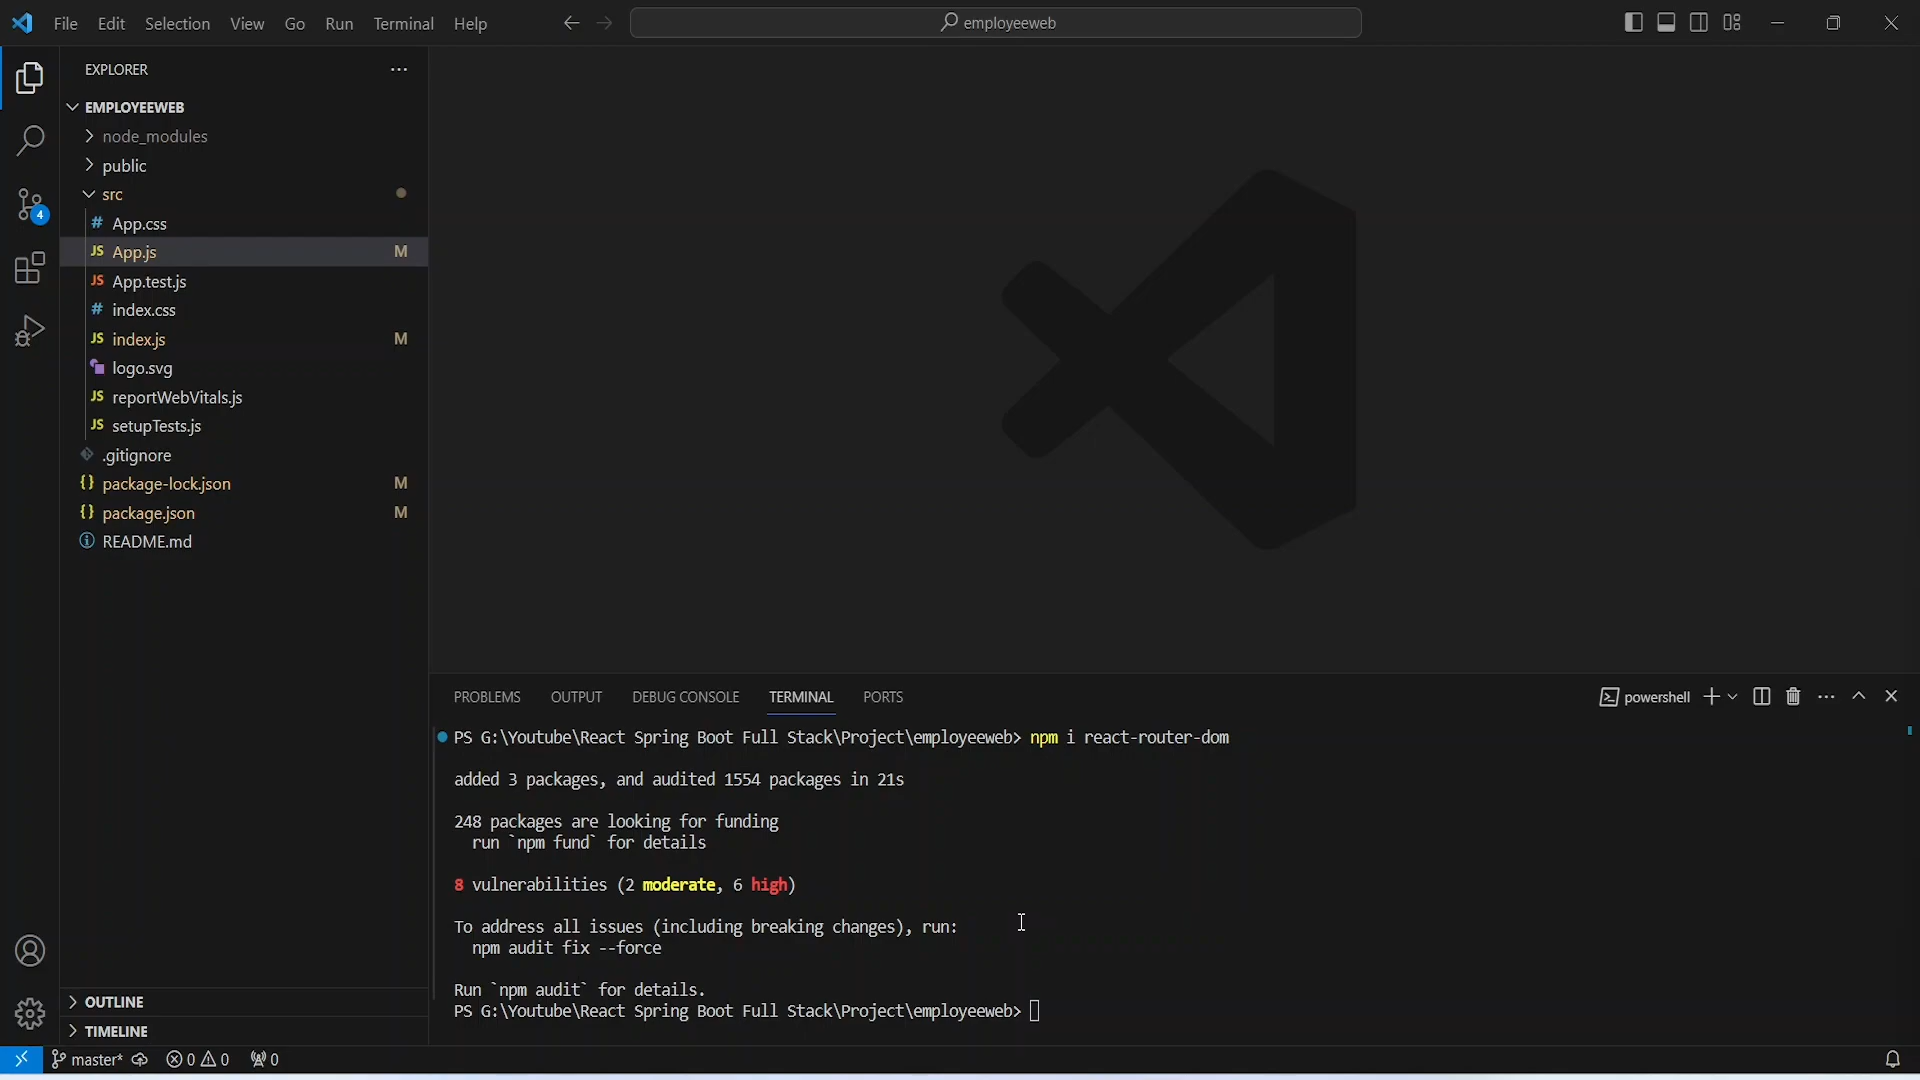 File Edit Selection View Go Run Terminal Help
employeeweb
EXPLORER
EMPLOYEEWEB
node_modules
public
src
# App.css
JS App.js M
JS App.test.js
# index.css
JS index.js M
logo.svg
JS reportWebVitals.js
JS setupTests.js
.gitignore
{} package-lock.json M
{} package.json M
README.md
4
OUTLINE
TIMELINE
PROBLEMS OUTPUT DEBUG CONSOLE TERMINAL PORTS
powershell
PS G:\Youtube\React Spring Boot Full Stack\Project\employeeweb> npm i react-router-dom
added 3 packages, and audited 1554 packages in 21s
248 packages are looking for funding
run `npm fund` for details
8 vulnerabilities (2 moderate, 6 high)
To address all issues (including breaking changes), run:
npm audit fix --force
Run `npm audit` for details.
PS G:\Youtube\React Spring Boot Full Stack\Project\employeeweb>
master* 0 0 0